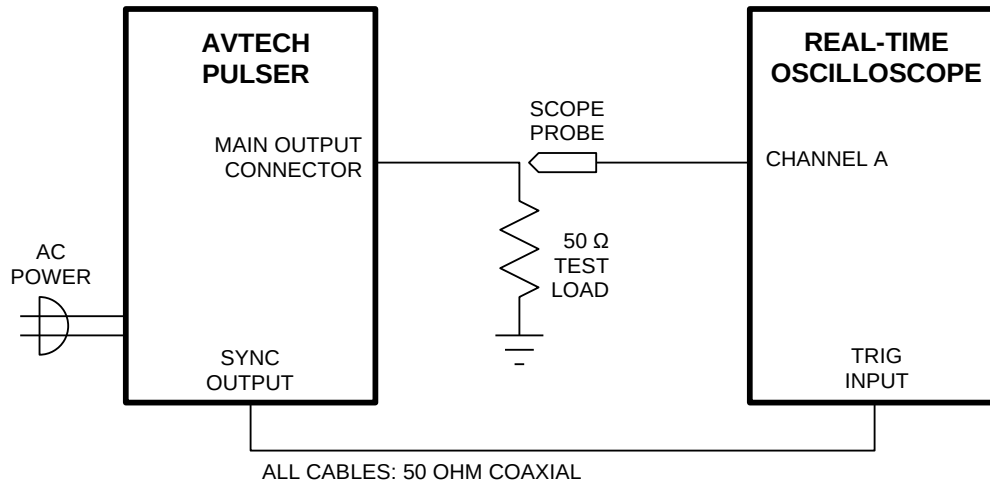 AVTECH
PULSER
REAL-TIME
OSCILLOSCOPE
SCOPE
PROBE
MAIN OUTPUT
CONNECTOR
CHANNEL A
50 Ω
TEST
LOAD
AC
POWER
SYNC
OUTPUT
TRIG
INPUT
ALL CABLES: 50 OHM COAXIAL